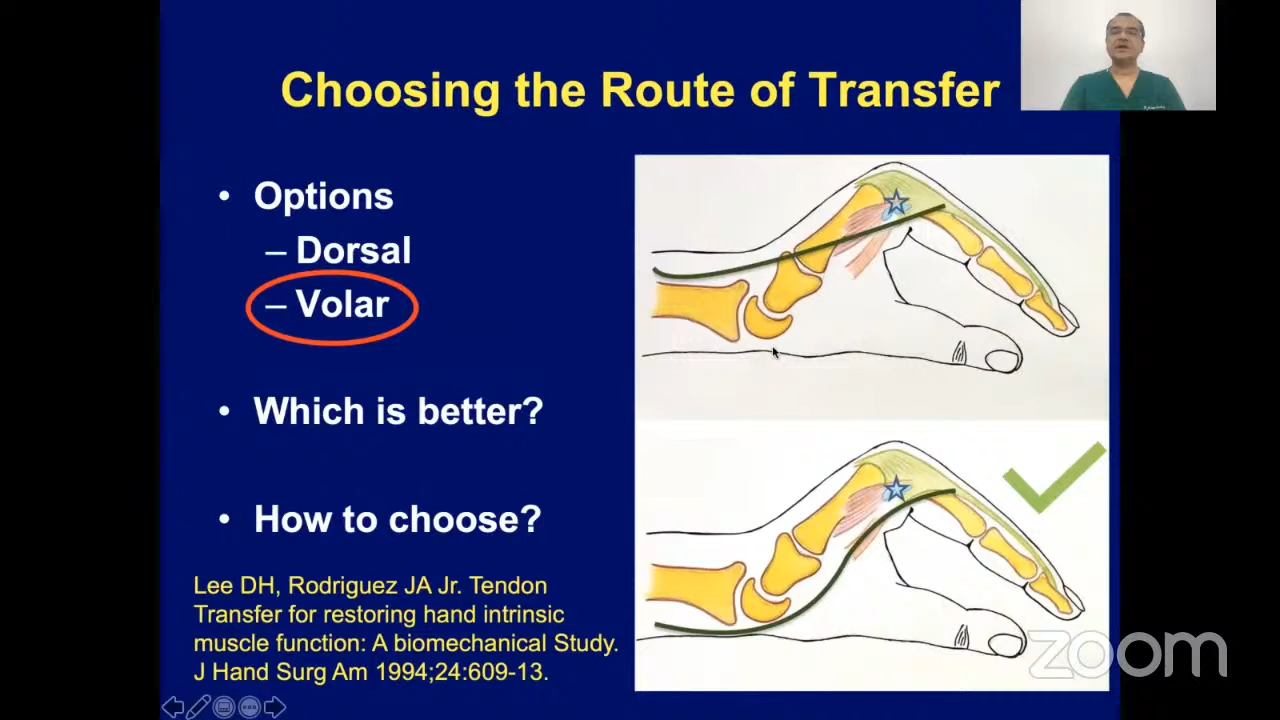 Choosing the Route of Transfer
• Options
– Dorsal
– Volar
• Which is better?
• How to choose?
Lee DH, Rodriguez JA Jr. Tendon
Transfer for restoring hand intrinsic
muscle function: A biomechanical Study.
J Hand Surg Am 1994;24:609-13.
zoom